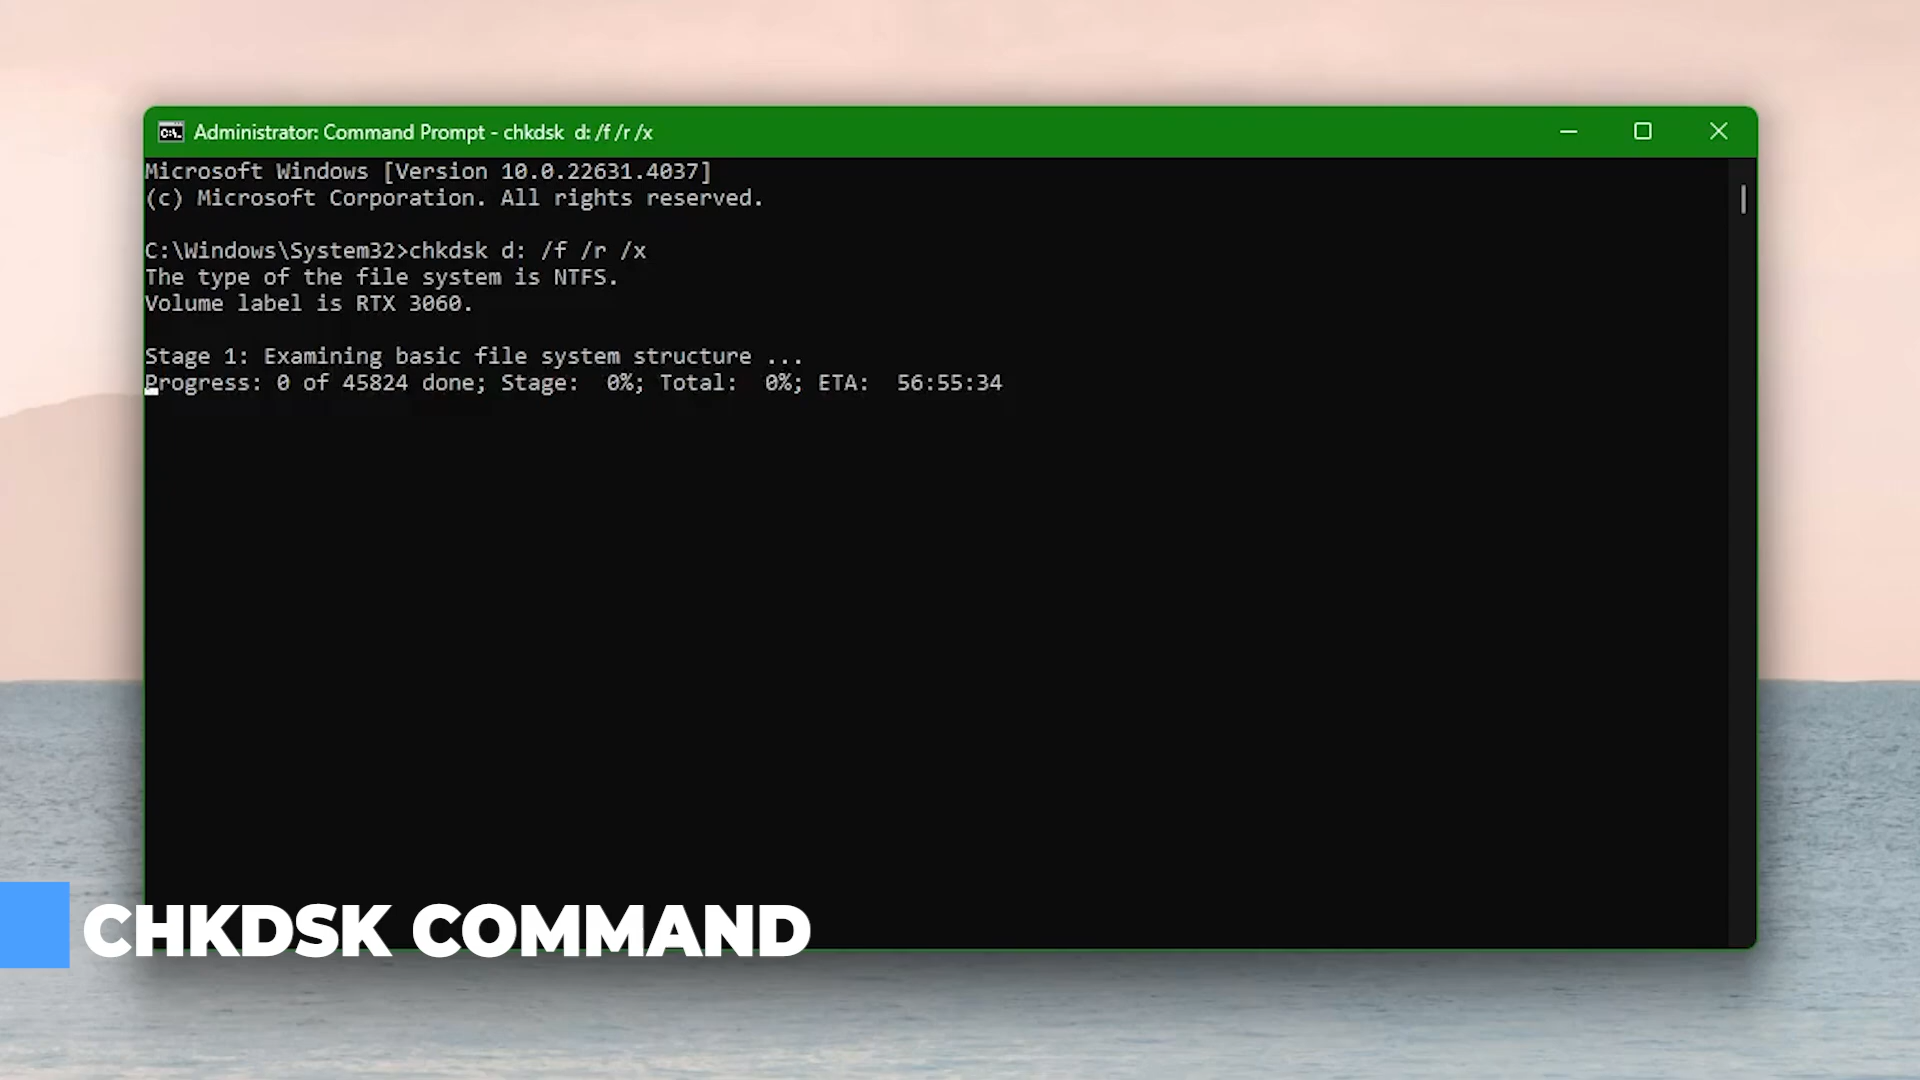 Administrator: Command Prompt - chkdsk  d: /f /r /x
Microsoft Windows [Version 10.0.22631.4037]
(c) Microsoft Corporation. All rights reserved.
C:\Windows\System32>chkdsk d: /f /r /x
The type of the file system is NTFS.
Volume label is RTX 3060.
Stage 1: Examining basic file system structure ...
Progress: 0 of 45824 done; Stage:  0%; Total:  0%; ETA:  56:55:34
CHKDSK COMMAND